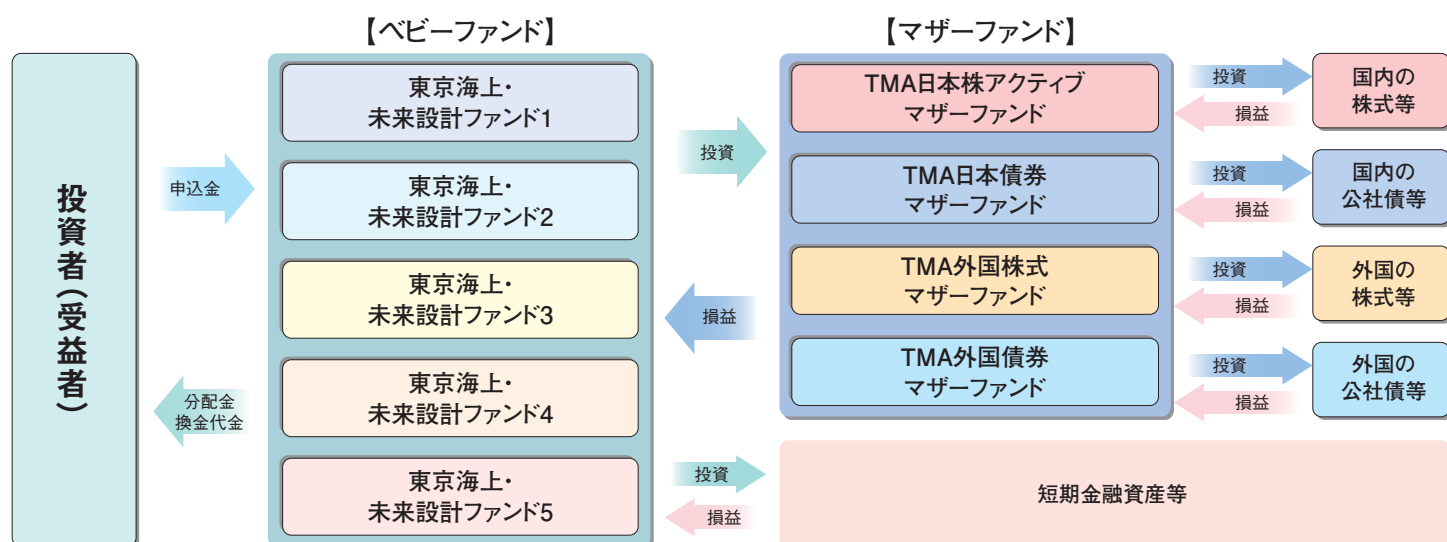 【ベビーファンド】
【マザーファンド】
投資者(受益者)
申込金
分配金
換金代金
東京海上・
未来設計ファンド1
東京海上・
未来設計ファンド2
東京海上・
未来設計ファンド3
東京海上・
未来設計ファンド4
東京海上・
未来設計ファンド5
投資
損益
投資
損益
TMA日本株アクティブ
マザーファンド
投資
損益
国内の
株式等
TMA日本債券
マザーファンド
投資
損益
国内の
公社債等
TMA外国株式
マザーファンド
投資
損益
外国の
株式等
TMA外国債券
マザーファンド
投資
損益
外国の
公社債等
短期金融資産等